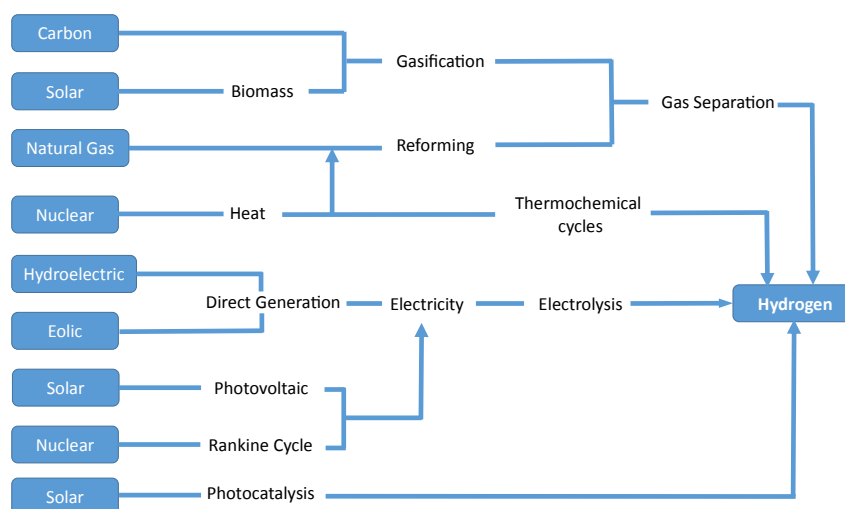 Carbon
Gasification
Solar
Biomass
Gas Separation
Natural Gas
Reforming
Nuclear
Heat
Thermochemical
cycles
Hydroelectric
Direct Generation
Electricity
Electrolysis
Hydrogen
Eolic
Solar
Photovoltaic
Nuclear
Rankine Cycle
Solar
Photocatalysis